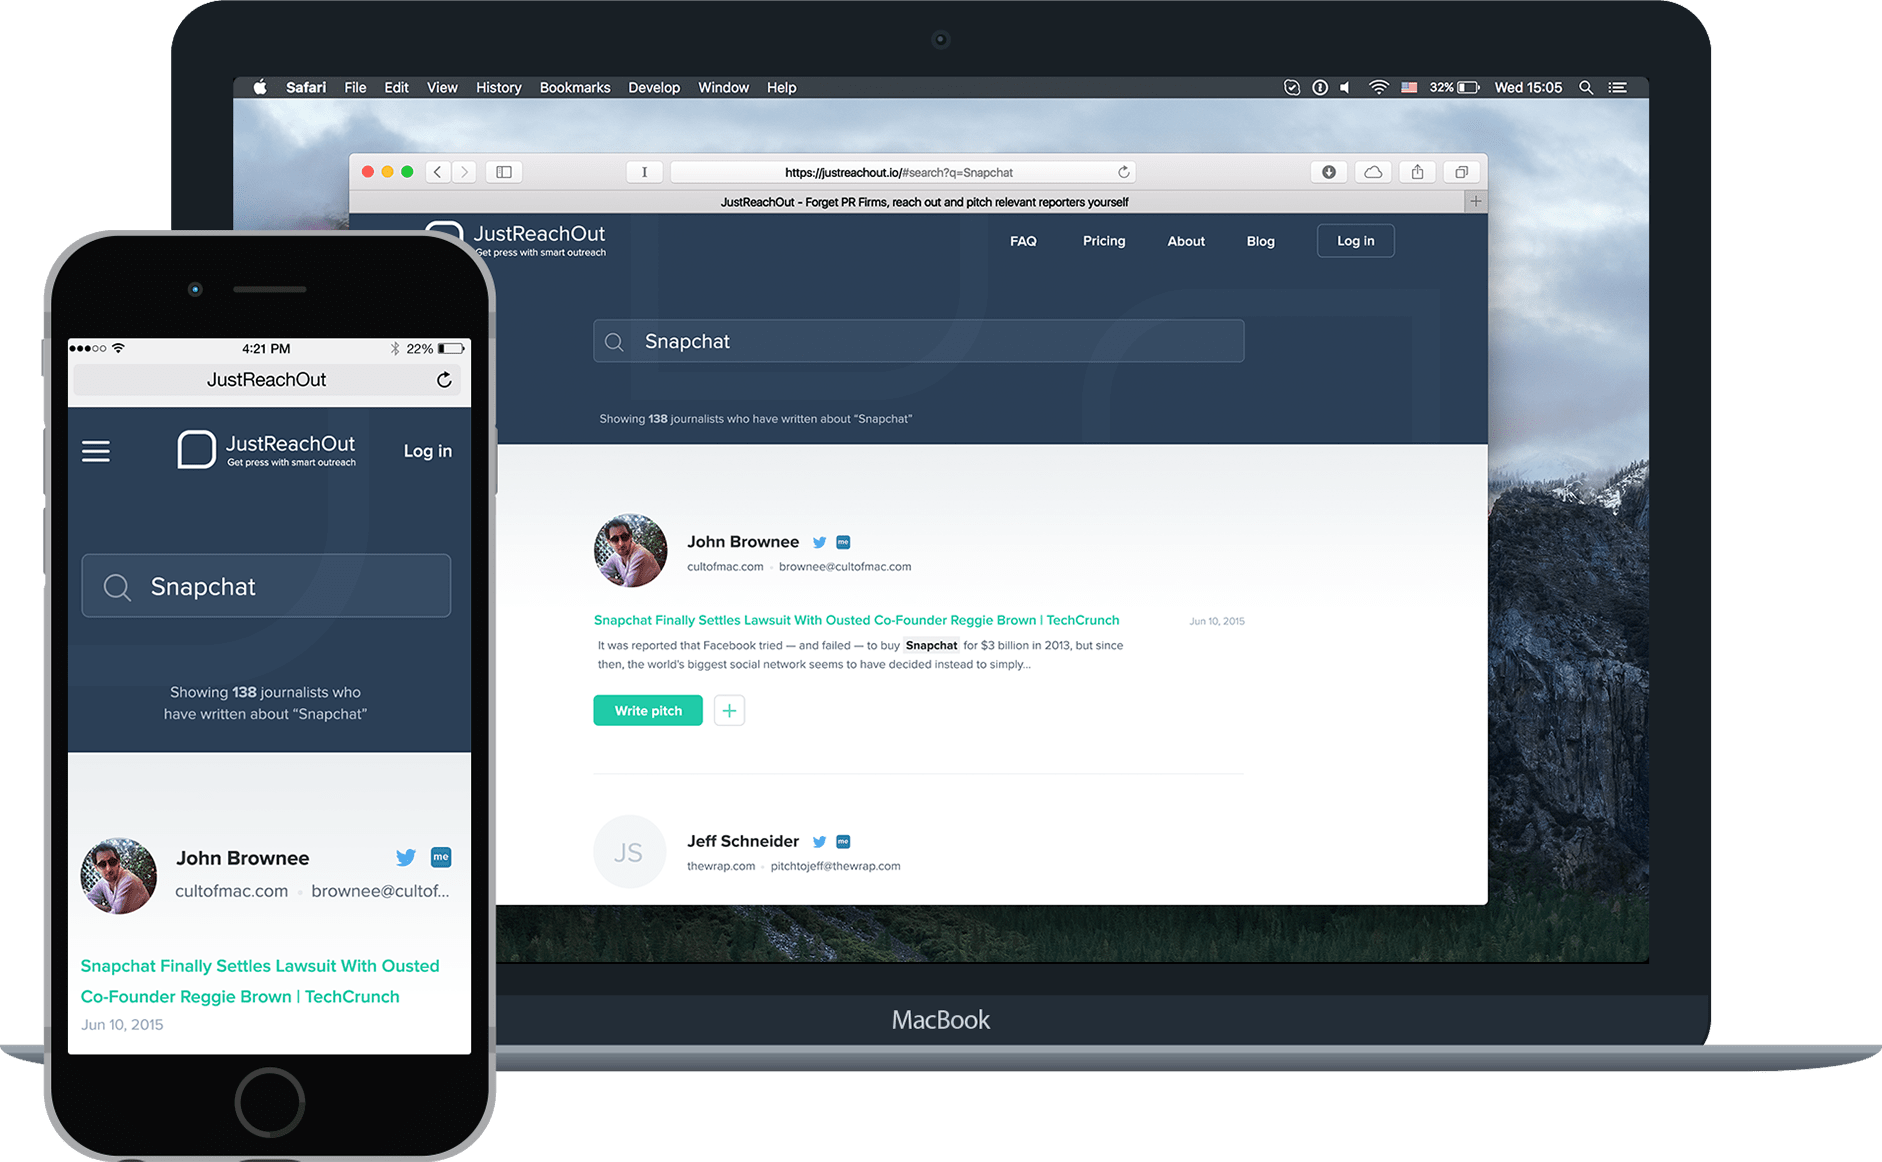 Safari File Edit View History Bookmarks Develop Window Help
32% Wed 15:05
https://justreachout.io/#search?q=Snapchat
JustReachOut - Forget PR Firms, reach out and pitch relevant reporters yourself
JustReachOut
Get press with smart outreach
FAQ Pricing About Blog Log in
Snapchat
Showing 138 journalists who have written about “Snapchat”
John Brownee me
cultofmac.com brownee@cultofmac.com
Snapchat Finally Settles Lawsuit With Ousted Co-Founder Reggie Brown | TechCrunch Jun 10, 2015
It was reported that Facebook tried — and failed — to buy Snapchat for $3 billion in 2013, but since
then, the world's biggest social network seems to have decided instead to simply...
Write pitch +
JS
Jeff Schneider me
thewrap.com pitchtojeff@thewrap.com
MacBook
4:21 PM 22%
JustReachOut
JustReachOut
Get press with smart outreach
Log in
Snapchat
Showing 138 journalists who
have written about “Snapchat”
John Brownee me
cultofmac.com brownee@cultof...
Snapchat Finally Settles Lawsuit With Ousted
Co-Founder Reggie Brown | TechCrunch
Jun 10, 2015